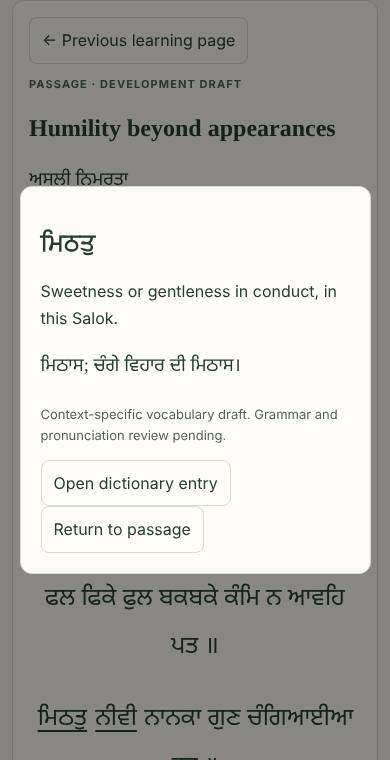 ← Previous learning page
PASSAGE · DEVELOPMENT DRAFT
Humility beyond appearances
ਅਸਲੀ ਨਿਮਰਤਾ
ਮਿਠਤੁ
Sweetness or gentleness in conduct, in
this Salok.
ਮਿਠਾਸ; ਚੰਗੇ ਵਿਹਾਰ ਦੀ ਮਿਠਾਸ।
Context-specific vocabulary draft. Grammar and
pronunciation review pending.
Open dictionary entry
Return to passage
ਫਲ ਫਿਕੇ ਫੁਲ ਬਕਬਕੇ ਕੰਮਿ ਨ ਆਵਹਿ
ਪਤ ॥
ਮਿਠਤੁ ਨੀਵੀ ਨਾਨਕਾ ਗੁਣ ਚੰਗਿਆਈਆ